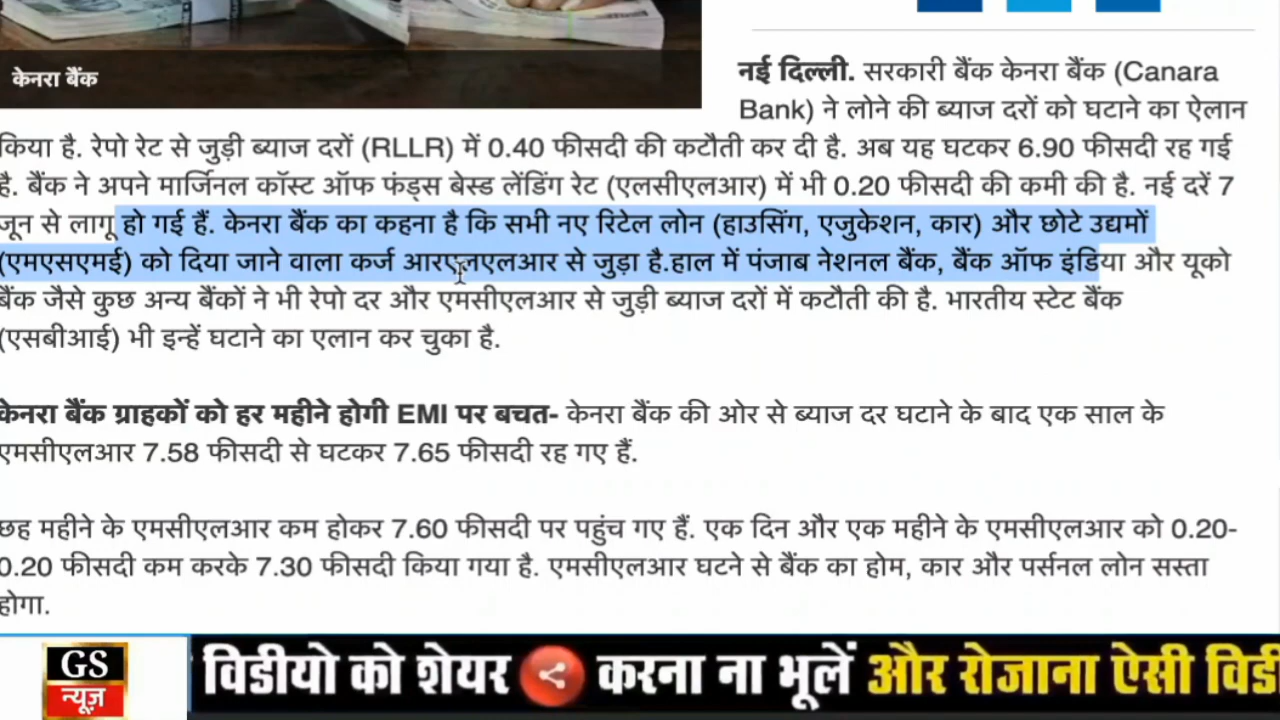 केनरा बैंक
नई दिल्ली. सरकारी बैंक केनरा बैंक (Canara
Bank) ने लोने की ब्याज दरों को घटाने का ऐलान
किया है. रेपो रेट से जुड़ी ब्याज दरों (RLLR) में 0.40 फीसदी की कटौती कर दी है. अब यह घटकर 6.90 फीसदी रह गई
है. बैंक ने अपने मार्जिनल कॉस्ट ऑफ फंड्स बेस्ड लेंडिंग रेट (एलसीएलआर) में भी 0.20 फीसदी की कमी की है. नई दरें 7
जून से लागू हो गई हैं. केनरा बैंक का कहना है कि सभी नए रिटेल लोन (हाउसिंग, एजुकेशन, कार) और छोटे उद्यमों
(एमएसएमई) को दिया जाने वाला कर्ज आरएलएलआर से जुड़ा है.हाल में पंजाब नेशनल बैंक, बैंक ऑफ इंडिया और यूको
बैंक जैसे कुछ अन्य बैंकों ने भी रेपो दर और एमसीएलआर से जुड़ी ब्याज दरों में कटौती की है. भारतीय स्टेट बैंक
(एसबीआई) भी इन्हें घटाने का एलान कर चुका है.
केनरा बैंक ग्राहकों को हर महीने होगी EMI पर बचत- केनरा बैंक की ओर से ब्याज दर घटाने के बाद एक साल के
एमसीएलआर 7.58 फीसदी से घटकर 7.65 फीसदी रह गए हैं.
छह महीने के एमसीएलआर कम होकर 7.60 फीसदी पर पहुंच गए हैं. एक दिन और एक महीने के एमसीएलआर को 0.20-
0.20 फीसदी कम करके 7.30 फीसदी किया गया है. एमसीएलआर घटने से बैंक का होम, कार और पर्सनल लोन सस्ता
होगा.
GS
न्यूज़
विडीयो को शेयर करना ना भूलें और रोजाना ऐसी विडी